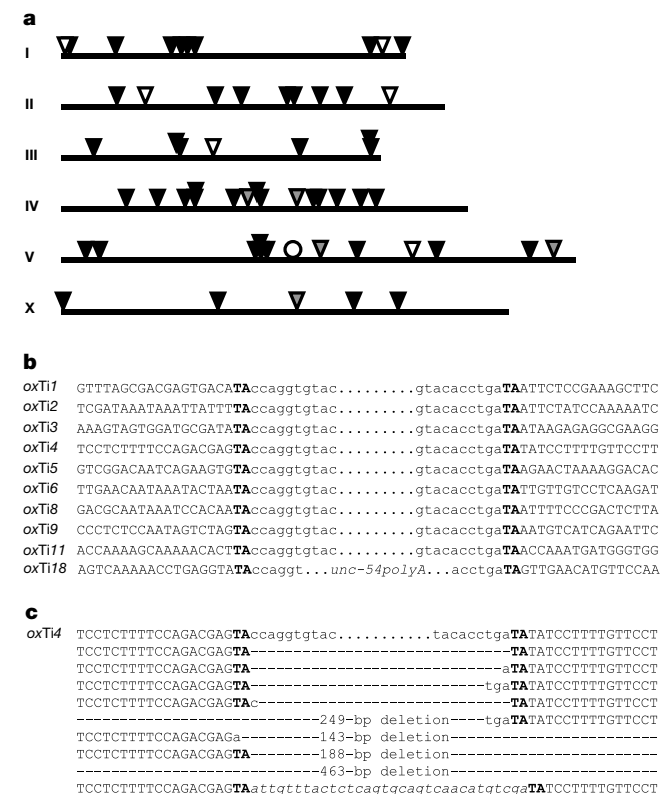 a
I
II
III
IV
V
X
b
oxTi1 GTTTAGCGACGAGTGACATAccaggtgtac.........gtacacctgaTAATTCTCCGAAAGCTTC
oxTi2 TCGATAAATAAATTATTTTAccaggtgtac.........gtacacctgaTAATTCTATCCAAAAATC
oxTi3 AAAGTAGTGGATGCGATATAccaggtgtac.........gtacacctgaTAATAAGAGAGGCGAAGG
oxTi4 TCCTCTTTTCCAGACGAGTAccaggtgtac.........gtacacctgaTATATCCTTTTGTTCCTT
oxTi5 GTCGGACAATCAGAAGTGTAccaggtgtac.........gtacacctgaTAAGAACTAAAAGGACAC
oxTi6 TTGAACAATAAATACTAATAccaggtgtac.........gtacacctgaTATTGTTGTCCTCAAGAT
oxTi8 GACGCAATAAATCCACAATAccaggtgtac.........gtacacctgaTAATTTTCCCGACTCTTA
oxTi9 CCCTCTCCAATAGTCTAGTAccaggtgtac.........gtacacctgaTAAATGTCATCAGAATTC
oxTi11 ACCAAAAGCAAAAACACTTAccaggtgtac.........gtacacctgaTAACCAAATGATGGGTGG
oxTi18 AGTCAAAAACCTGAGGTATAccaggt...unc-54polyA...acctgaTAGTTGAACATGTTCCAA
c
oxTi4 TCCTCTTTTCCAGACGAGTAccaggtgtac...........tacacctgaTATATCCTTTTGTTCCT
TCCTCTTTTCCAGACGAGTA-------------------------------TATATCCTTTTGTTCCT
TCCTCTTTTCCAGACGAGTA------------------------------aTATATCCTTTTGTTCCT
TCCTCTTTTCCAGACGAGTA----------------------------tgaTATATCCTTTTGTTCCT
TCCTCTTTTCCAGACGAGTAc------------------------------TATATCCTTTTGTTCCT
-----------------------------249-bp deletion----tgaTATATCCTTTTGTTCCT
TCCTCTTTTCCAGACGAGa----------143-bp deletion-------------------------
TCCTCTTTTCCAGACGAGTA---------188-bp deletion-------------------------
-----------------------------463-bp deletion-------------------------
TCCTCTTTTCCAGACGAGTAattgtttactctcagtgcagtcaacatgtcgaTATCCTTTTGTTCCT